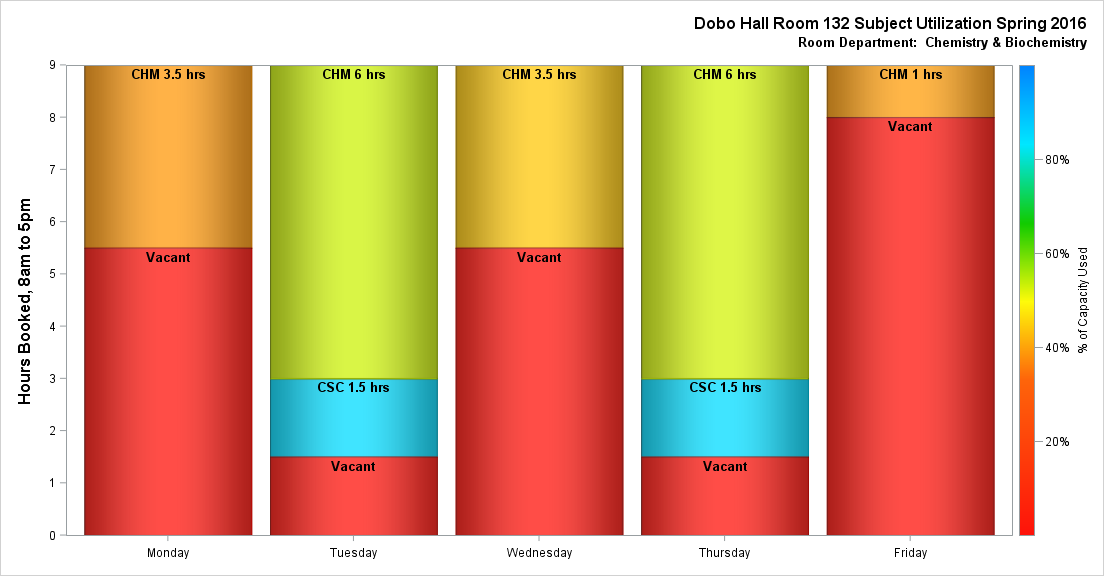 Dobo Hall Room 132 Subject Utilization Spring 2016
Room Department: Chemistry & Biochemistry
Hours Booked, 8am to 5pm
9
8
7
6
5
4
3
2
1
0
CHM 3.5 hrs
Vacant
CHM 6 hrs
CSC 1.5 hrs
Vacant
CHM 3.5 hrs
Vacant
CHM 6 hrs
CSC 1.5 hrs
Vacant
CHM 1 hrs
Vacant
Monday
Tuesday
Wednesday
Thursday
Friday
80%
60%
40%
20%
% of Capacity Used